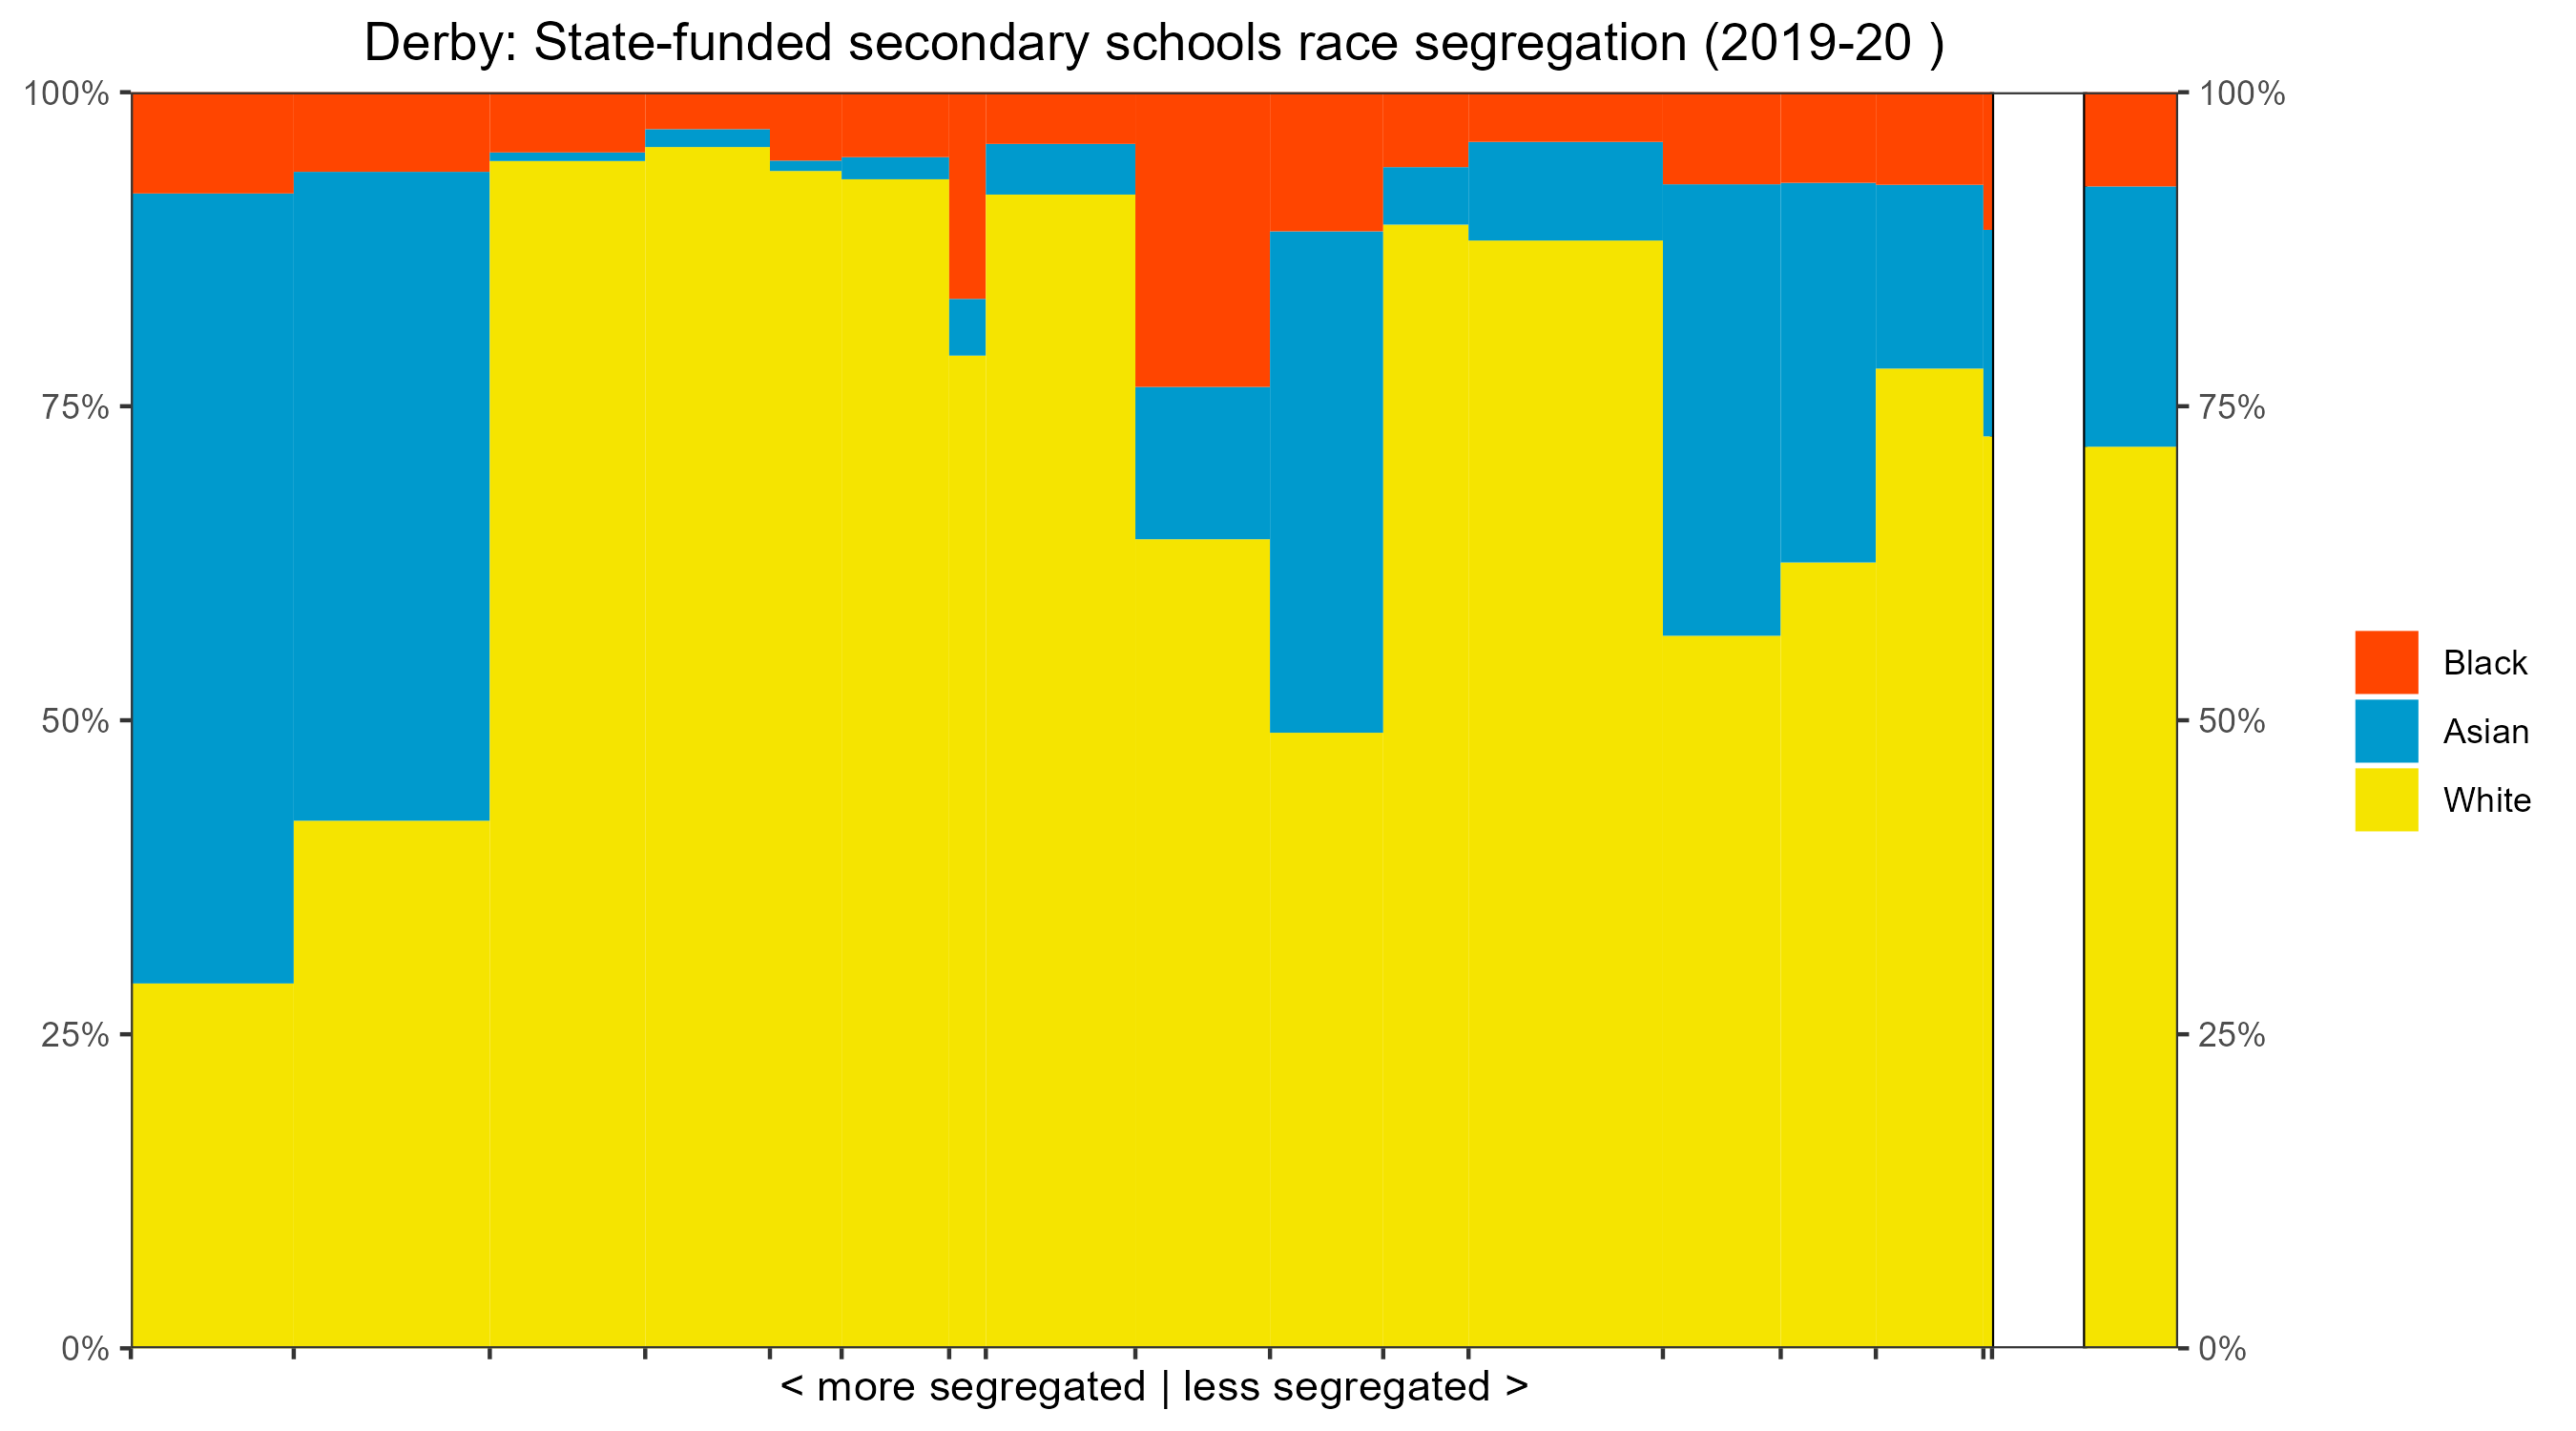 Derby: State-funded secondary schools race segregation (2019-20 )
100%
75%
50%
25%
0%
100%
75%
50%
25%
0%
Black
Asian
White
< more segregated | less segregated >